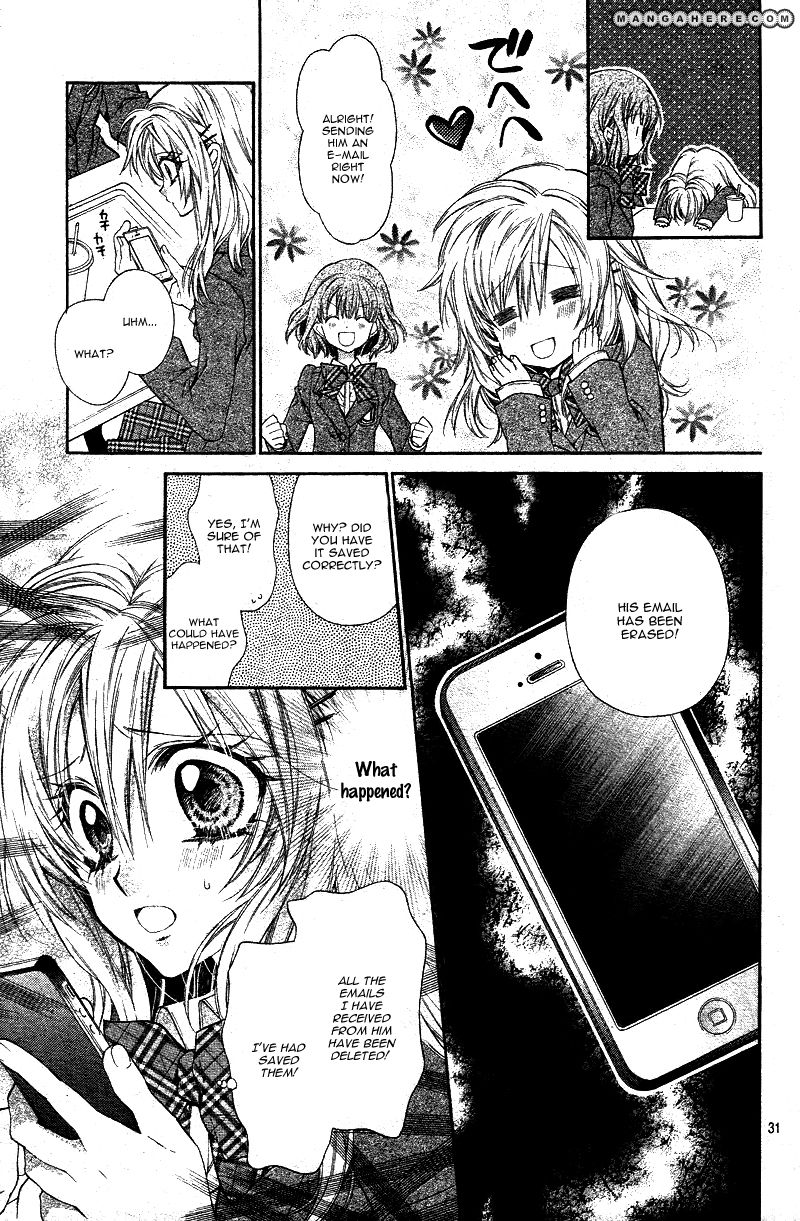 MANGAHERE.COM
でへへ
ALRIGHT!
SENDING
HIM AN
E-MAIL
RIGHT
NOW!
カチ
カチ
UHM...
WHAT?
HIS EMAIL
HAS BEEN
ERASED!
WHY? DID
YOU HAVE
IT SAVED
CORRECTLY?
YES, I'M
SURE OF
THAT!
WHAT
COULD HAVE
HAPPENED?
What
happened?
ALL THE
EMAILS
I HAVE
RECEIVED
FROM HIM
HAVE BEEN
DELETED!
I'VE HAD
SAVED
THEM!
31